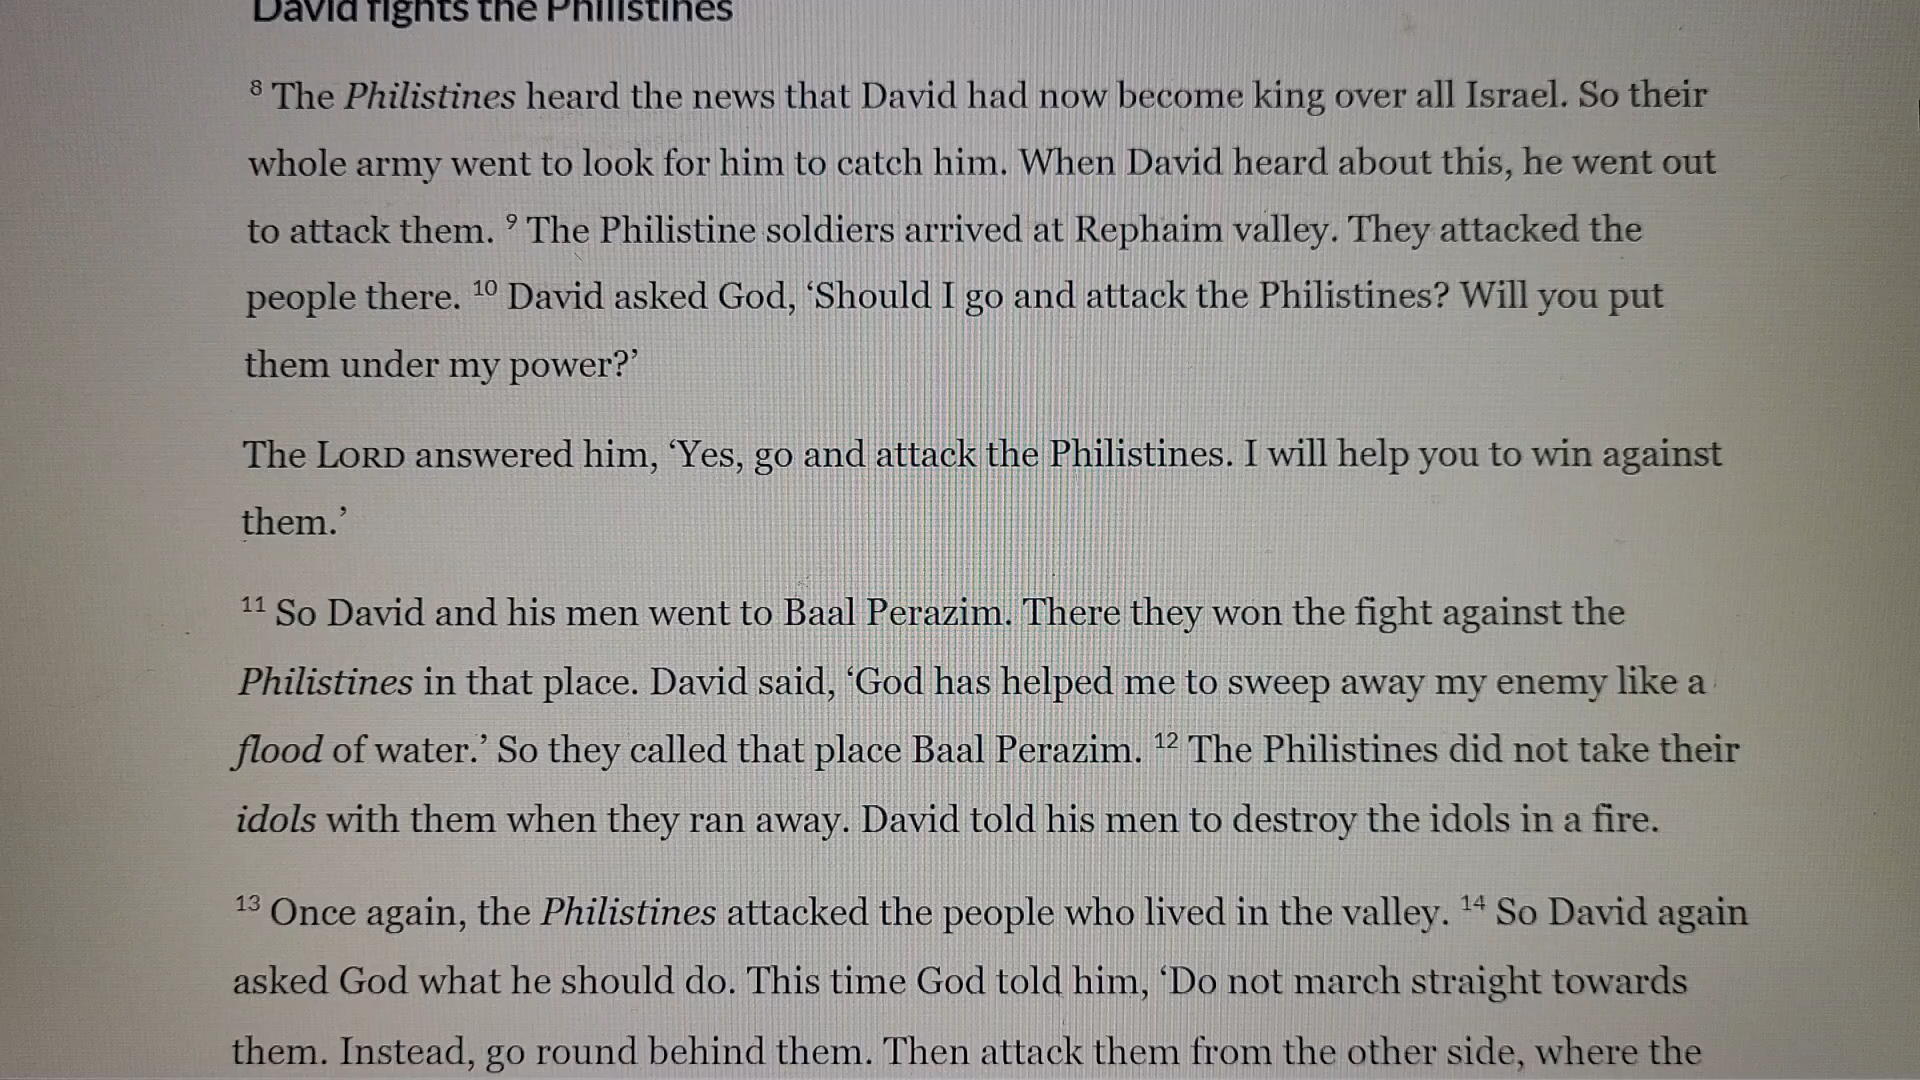 David fights the Philistines
8 The Philistines heard the news that David had now become king over all Israel. So their
whole army went to look for him to catch him. When David heard about this, he went out
to attack them. 9 The Philistine soldiers arrived at Rephaim valley. They attacked the
people there. 10 David asked God, ‘Should I go and attack the Philistines? Will you put
them under my power?’
The LORD answered him, ‘Yes, go and attack the Philistines. I will help you to win against
them.’
11 So David and his men went to Baal Perazim. There they won the fight against the
Philistines in that place. David said, ‘God has helped me to sweep away my enemy like a
flood of water.’ So they called that place Baal Perazim. 12 The Philistines did not take their
idols with them when they ran away. David told his men to destroy the idols in a fire.
13 Once again, the Philistines attacked the people who lived in the valley. 14 So David again
asked God what he should do. This time God told him, ‘Do not march straight towards
them. Instead, go round behind them. Then attack them from the other side, where the